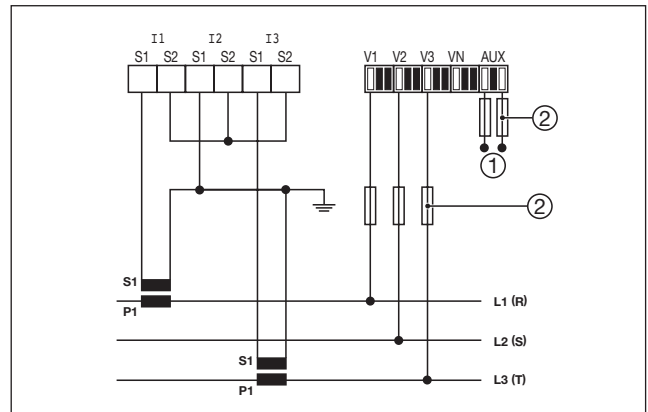 I1 I2 I3
S1 S2 S1 S2 S1 S2 V1 V2 V3 VN AUX
2
1
2
S1
P1 L1 (R)
L2 (S)
S1
P1 L3 (T)